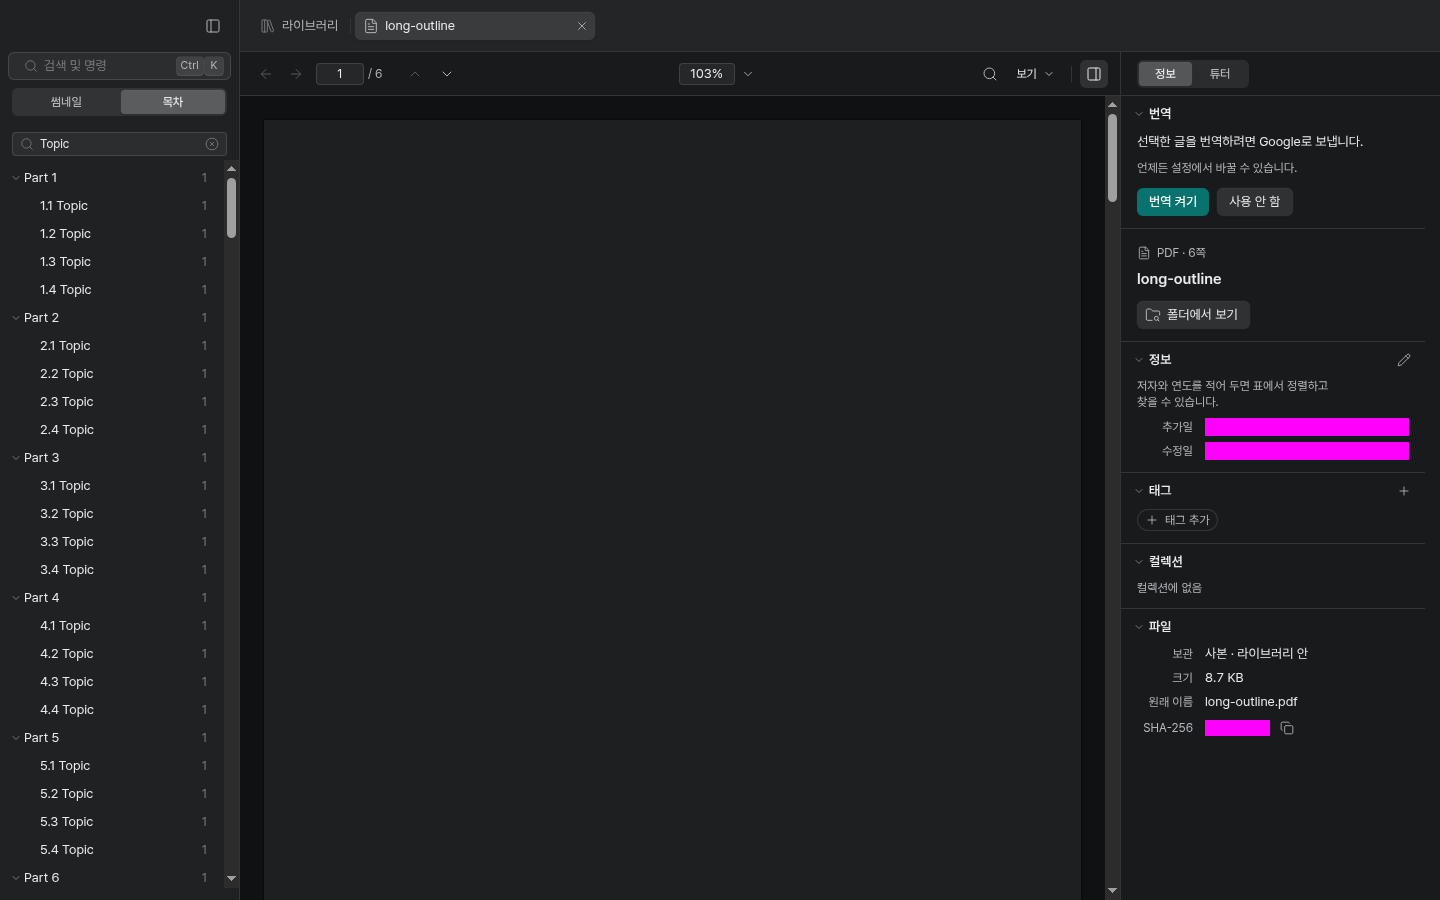 라이브러리
long-outline
검색 및 명령
Ctrl
K
1
/ 6
103%
보기
정보
튜터
썸네일
목차
Topic
Part 1 1
1.1 Topic 1
1.2 Topic 1
1.3 Topic 1
1.4 Topic 1
Part 2 1
2.1 Topic 1
2.2 Topic 1
2.3 Topic 1
2.4 Topic 1
Part 3 1
3.1 Topic 1
3.2 Topic 1
3.3 Topic 1
3.4 Topic 1
Part 4 1
4.1 Topic 1
4.2 Topic 1
4.3 Topic 1
4.4 Topic 1
Part 5 1
5.1 Topic 1
5.2 Topic 1
5.3 Topic 1
5.4 Topic 1
Part 6 1
번역
선택한 글을 번역하려면 Google로 보냅니다.
언제든 설정에서 바꿀 수 있습니다.
번역 켜기
사용 안 함
PDF · 6쪽
long-outline
폴더에서 보기
정보
저자와 연도를 적어 두면 표에서 정렬하고
찾을 수 있습니다.
추가일
수정일
태그
태그 추가
컬렉션
컬렉션에 없음
파일
보관 사본 · 라이브러리 안
크기 8.7 KB
원래 이름 long-outline.pdf
SHA-256